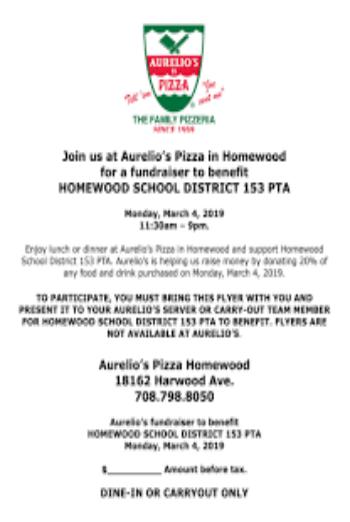 AURELIO'S
IS
PIZZA
Tell 'em
You
want me"
THE FAMILY PIZZERIA
SINCE 1959
Join us at Aurelio's Pizza in Homewood
for a fundraiser to benefit
HOMEWOOD SCHOOL DISTRICT 153 PTA
Monday, March 4, 2019
11:30am – 9pm.
Enjoy lunch or dinner at Aurelio's Pizza in Homewood and support Homewood
School District 153 PTA. Aurelio's is helping us raise money by donating 20% of
any food and drink purchased on Monday, March 4, 2019.
TO PARTICIPATE, YOU MUST BRING THIS FLYER WITH YOU AND
PRESENT IT TO YOUR AURELIO'S SERVER OR CARRY-OUT TEAM MEMBER
FOR HOMEWOOD SCHOOL DISTRICT 153 PTA TO BENEFIT. FLYERS ARE
NOT AVAILABLE AT AURELIO'S.
Aurelio's Pizza Homewood
18162 Harwood Ave.
708.798.8050
Aurelio's fundraiser to benefit
HOMEWOOD SCHOOL DISTRICT 153 PTA
Monday, March 4, 2019
$__________ Amount before tax.
DINE-IN OR CARRYOUT ONLY